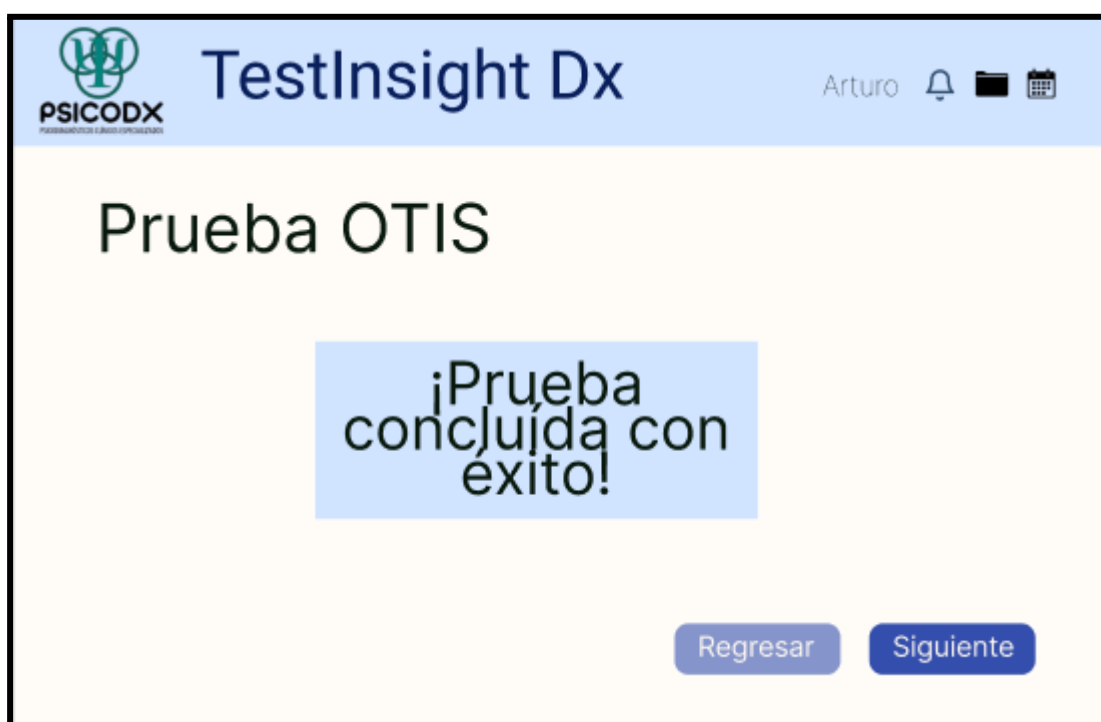 PSICODX
TestInsight Dx
Arturo
Prueba OTIS
¡Prueba
concluída con
éxito!
Regresar
Siguiente